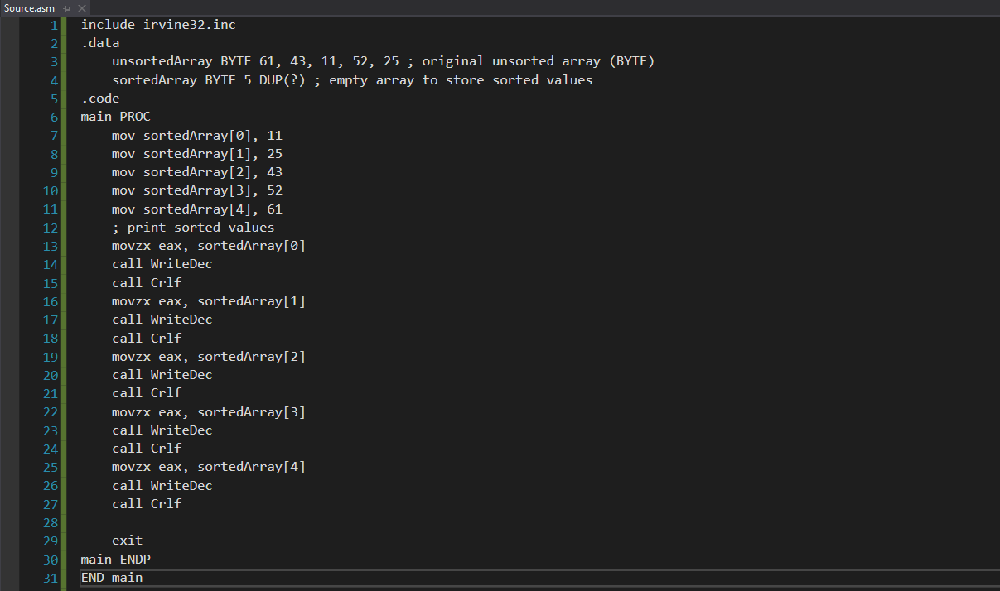 Source.asm
1 include irvine32.inc
2 .data
3 unsortedArray BYTE 61, 43, 11, 52, 25 ; original unsorted array (BYTE)
4 sortedArray BYTE 5 DUP(?) ; empty array to store sorted values
5 .code
6 main PROC
7 mov sortedArray[0], 11
8 mov sortedArray[1], 25
9 mov sortedArray[2], 43
10 mov sortedArray[3], 52
11 mov sortedArray[4], 61
12 ; print sorted values
13 movzx eax, sortedArray[0]
14 call WriteDec
15 call Crlf
16 movzx eax, sortedArray[1]
17 call WriteDec
18 call Crlf
19 movzx eax, sortedArray[2]
20 call WriteDec
21 call Crlf
22 movzx eax, sortedArray[3]
23 call WriteDec
24 call Crlf
25 movzx eax, sortedArray[4]
26 call WriteDec
27 call Crlf
28
29 exit
30 main ENDP
31 END main